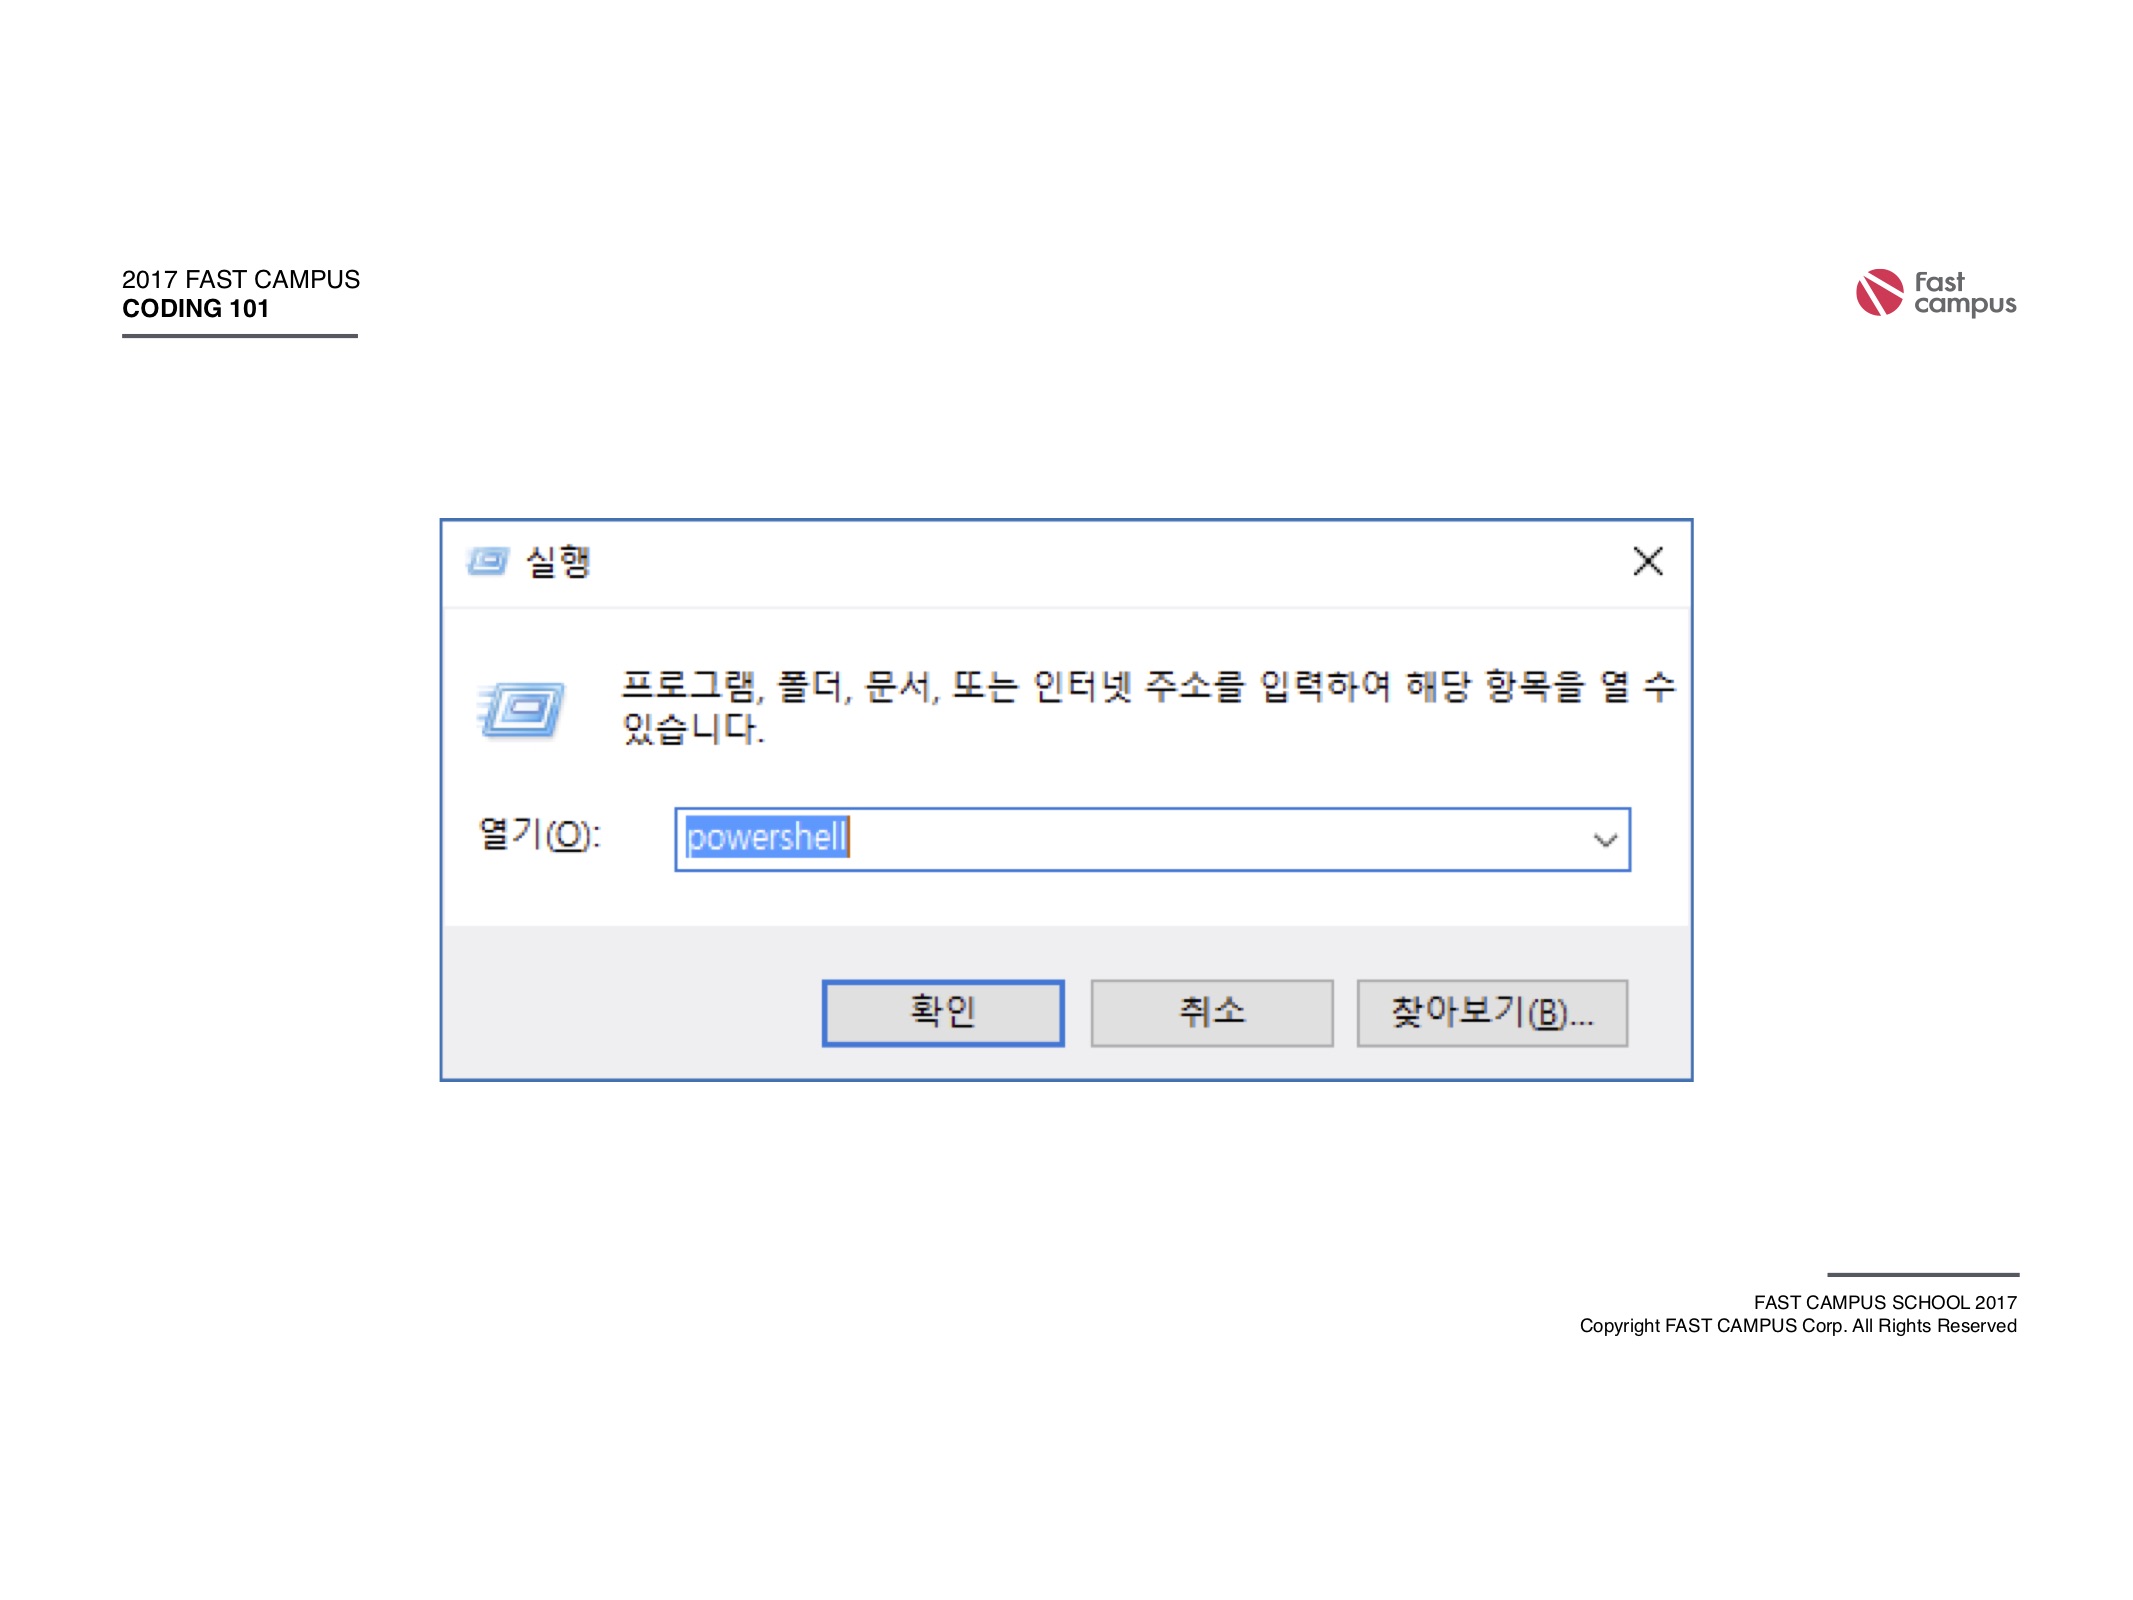 2017 FAST CAMPUS
CODING 101
Fast
campus
실행
프로그램, 폴더, 문서, 또는 인터넷 주소를 입력하여 해당 항목을 열 수
있습니다.
열기(O): powershell
확인 취소 찾아보기(B)...
FAST CAMPUS SCHOOL 2017
Copyright FAST CAMPUS Corp. All Rights Reserved